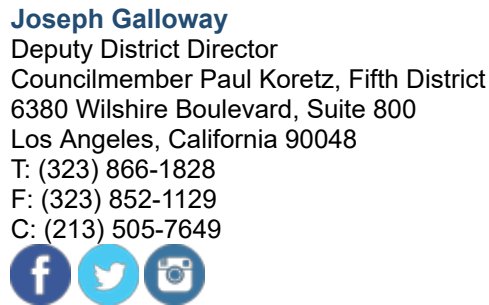 Joseph Galloway
Deputy District Director
Councilmember Paul Koretz, Fifth District
6380 Wilshire Boulevard, Suite 800
Los Angeles, California 90048
T: (323) 866-1828
F: (323) 852-1129
C: (213) 505-7649